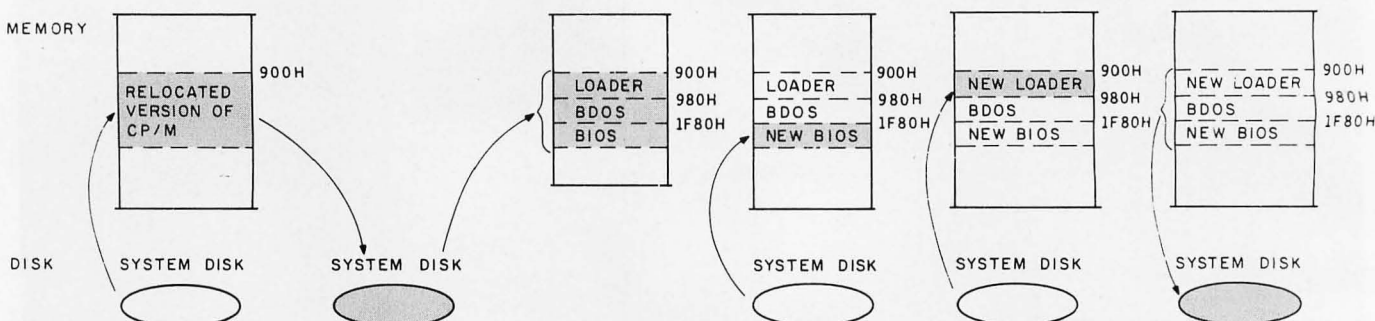 MEMORY
900H
RELOCATED
VERSION OF
CP/M
900H
LOADER
980H
BDOS
1F80H
BIOS
900H
LOADER
980H
BDOS
1F80H
NEW BIOS
900H
NEW LOADER
980H
BDOS
1F80H
NEW BIOS
900H
NEW LOADER
980H
BDOS
1F80H
NEW BIOS
DISK
SYSTEM DISK
SYSTEM DISK
SYSTEM DISK
SYSTEM DISK
SYSTEM DISK